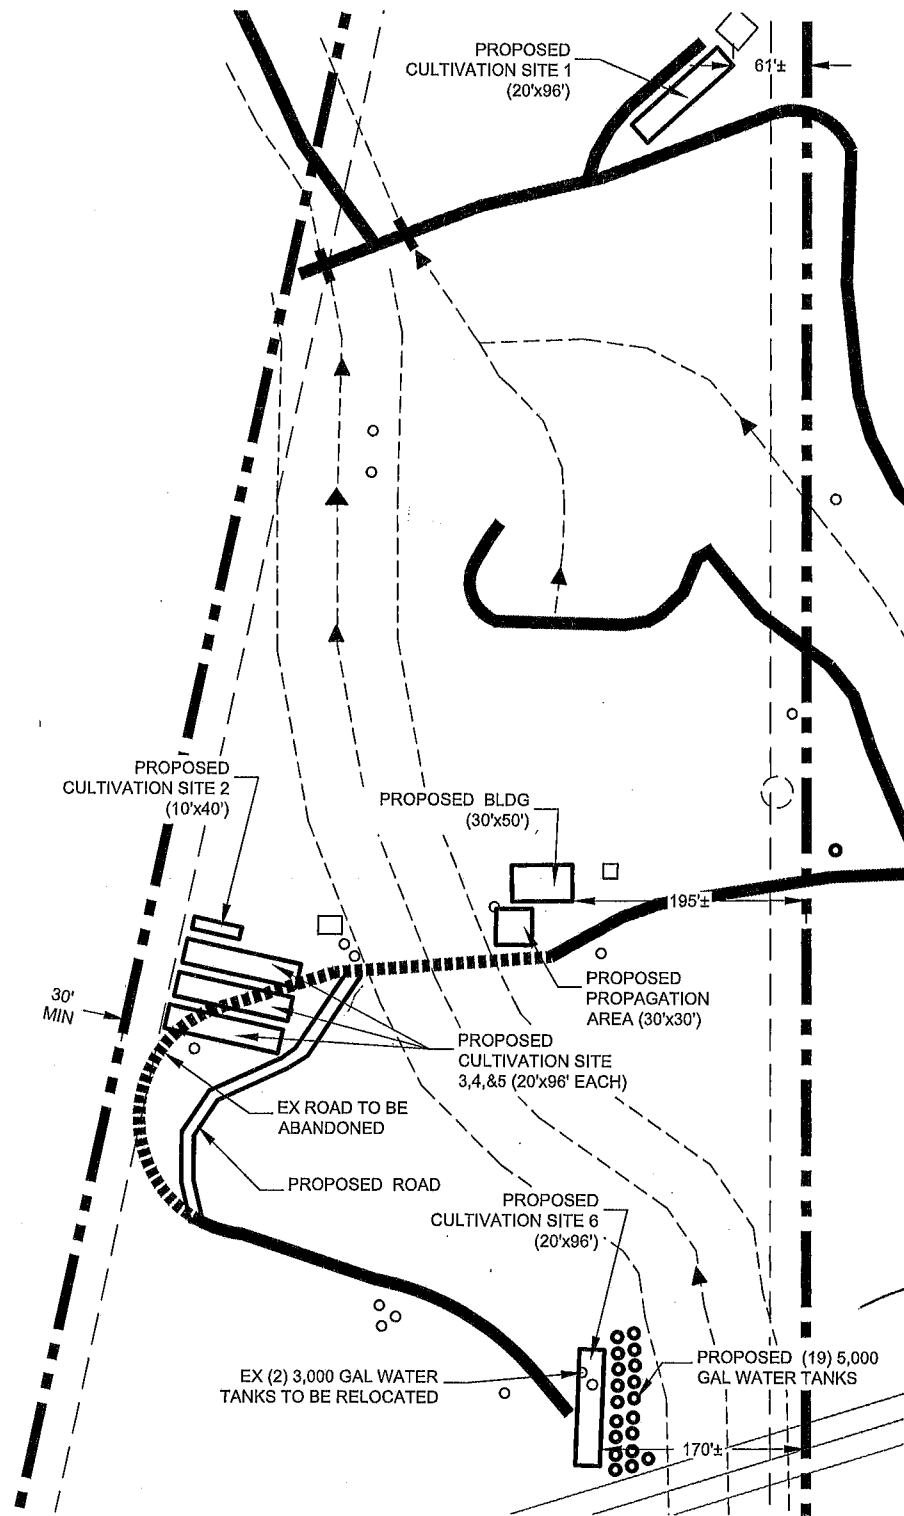 PROPOSED
CULTIVATION SITE 1
(20'x96')
61'±
PROPOSED
CULTIVATION SITE 2
(10'x40')
PROPOSED BLDG
(30'x50')
195'±
PROPOSED
PROPAGATION
AREA (30'x30')
30'
MIN
PROPOSED
CULTIVATION SITE
3,4,&5 (20'x96' EACH)
EX ROAD TO BE
ABANDONED
PROPOSED ROAD
PROPOSED
CULTIVATION SITE 6
(20'x96')
EX (2) 3,000 GAL WATER
TANKS TO BE RELOCATED
PROPOSED (19) 5,000
GAL WATER TANKS
170'±